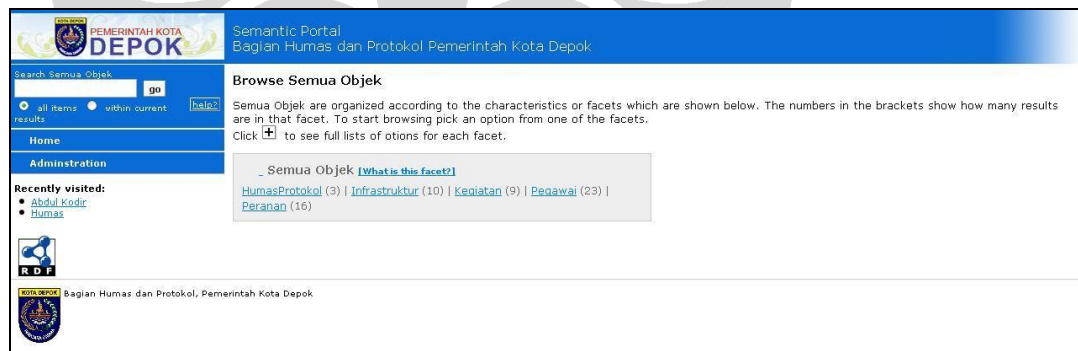 KOTA DEPOK
PEMERINTAH KOTA
DEPOK
Semantic Portal
Bagian Humas dan Protokol Pemerintah Kota Depok
Search Semua Objek
go
all items within current help?
results
Home
Adminstration
Recently visited:
Abdul Kodir
Humas
RDF
Browse Semua Objek
Semua Objek are organized according to the characteristics or facets which are shown below. The numbers in the brackets show how many results
are in that facet. To start browsing pick an option from one of the facets.
Click + to see full lists of otions for each facet.
Semua Objek [What is this facet?]
HumasProtokol (3) | Infrastruktur (10) | Kegiatan (9) | Pegawai (23) |
Peranan (16)
KOTA DEPOK
Bagian Humas dan Protokol, Pemerintah Kota Depok